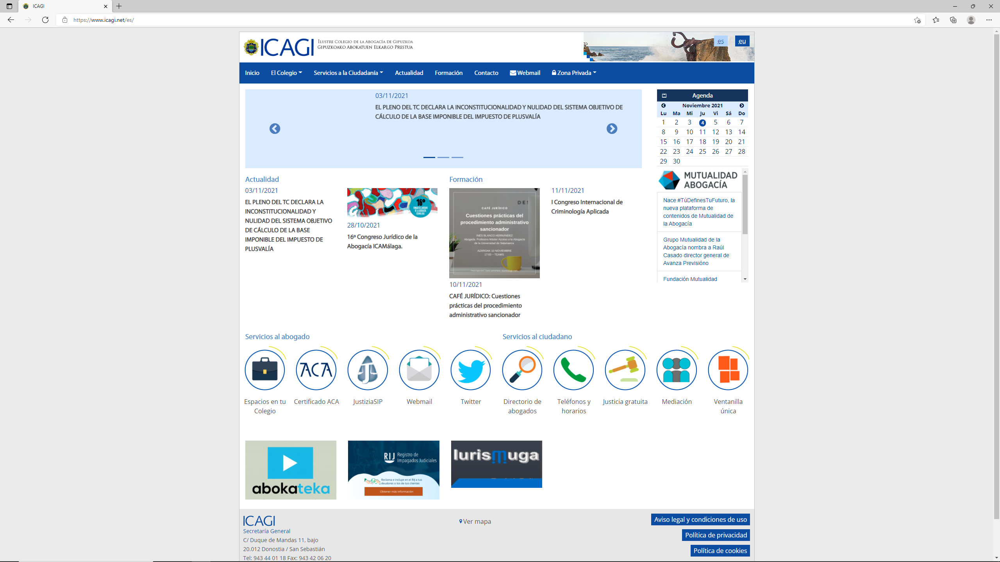 ICAGI
https://www.icagi.net/es/
ICAGI
ILUSTRE COLEGIO DE LA ABOGACÍA DE GIPUZKOA
GIPUZKOAKO ABOKATUEN ELKARGO PRESTUA
es eu
Inicio El Colegio Servicios a la Ciudadanía Actualidad Formación Contacto Webmail Zona Privada
03/11/2021
EL PLENO DEL TC DECLARA LA INCONSTITUCIONALIDAD Y NULIDAD DEL SISTEMA OBJETIVO DE
CÁLCULO DE LA BASE IMPONIBLE DEL IMPUESTO DE PLUSVALÍA
Agenda
Noviembre 2021
Lu Ma Mi Ju Vi Sá Do
1 2 3 4 5 6 7
8 9 10 11 12 13 14
15 16 17 18 19 20 21
22 23 24 25 26 27 28
29 30
MUTUALIDAD
ABOGACÍA
Nace #TúDefinesTuFuturo, la
nueva plataforma de
contenidos de Mutualidad de
la Abogacía
Grupo Mutualidad de la
Abogacía nombra a Raúl
Casado director general de
Avanza Previsióno
Fundación Mutualidad
Actualidad
03/11/2021
EL PLENO DEL TC DECLARA LA
INCONSTITUCIONALIDAD Y
NULIDAD DEL SISTEMA OBJETIVO
DE CÁLCULO DE LA BASE
IMPONIBLE DEL IMPUESTO DE
PLUSVALÍA
16º
CONGRESO JURÍDICO
DE LA ABOGACÍA
ICAMÁLAGA
28/10/2021
16º Congreso Jurídico de la
Abogacía ICAMálaga.
Formación
DES
CAFÉ JURÍDICO
Cuestiones prácticas del
procedimiento administrativo
sancionador
INÉS BLANCO HERNÁNDEZ
Abogada. Profesora Máster Acceso a la Abogacía
de la Universidad de Salamanca
AZAROAK 10 NOVIEMBRE
17:00 – TEAMS
10/11/2021
CAFÉ JURÍDICO: Cuestiones
prácticas del procedimiento
administrativo sancionador
11/11/2021
I Congreso Internacional de
Criminología Aplicada
Servicios al abogado
ACA
J
Espacios en tu
Colegio
Certificado ACA
JustiziaSIP
Webmail
Twitter
Servicios al ciudadano
Directorio de
abogados
Teléfonos y
horarios
Justicia gratuita
Mediación
Ventanilla
única
abokateka
RIJ Registro de
Impagados Judiciales
Reclama e incluye en el RIJ a tus
deudores o los de tus clientes
Obtener más información
Iurismuga
ICAGI
Secretaría General
C/ Duque de Mandas 11, bajo
20.012 Donostia / San Sebastián
Tel: 943 44 01 18 Fax: 943 42 06 20
Ver mapa
Aviso legal y condiciones de uso
Política de privacidad
Política de cookies